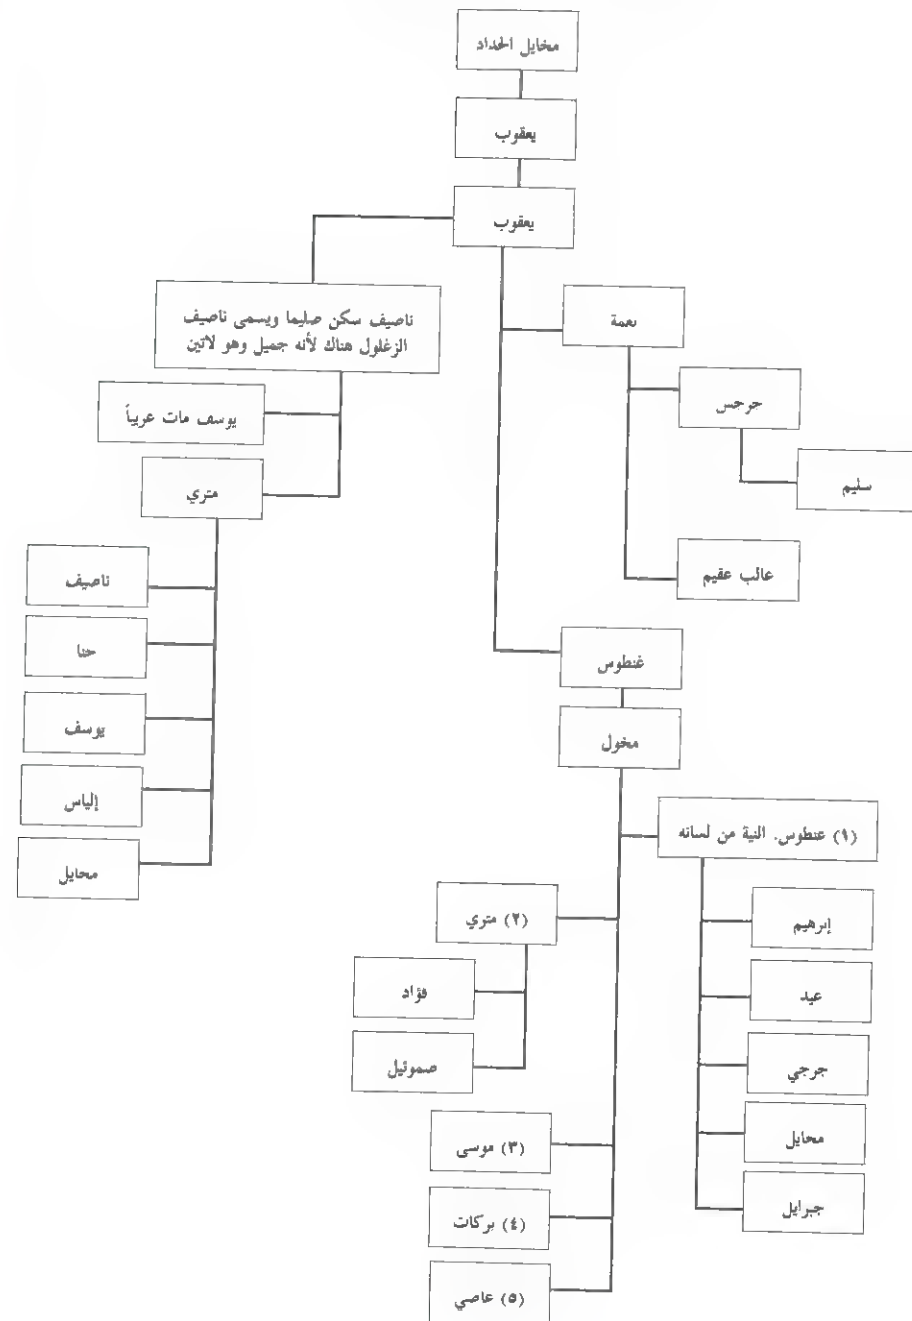 مخايل الحداد
يعقوب
يعقوب
ناصيف سكن صليما ويسمى ناصيف
الزغلول هناك لأنه جميل وهو لاتين
يوسف مات عريباً
متري
ناصيف
حنا
يوسف
إلياس
محايل
نعمة
جرجس
سليم
عالب عقيم
غنطوس
مخول
(١) عنطوس. النية من لسانه
إبرهيم
عيد
جرجي
محايل
جبرايل
(٢) متري
فؤاد
صموئيل
(٣) موسى
(٤) بركات
(٥) عاصي